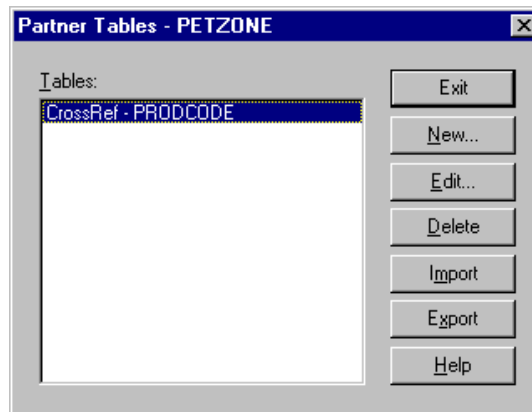 Partner Tables - PETZONE
Tables:
CrossRef - PRODCODE
Exit
New...
Edit...
Delete
Import
Export
Help